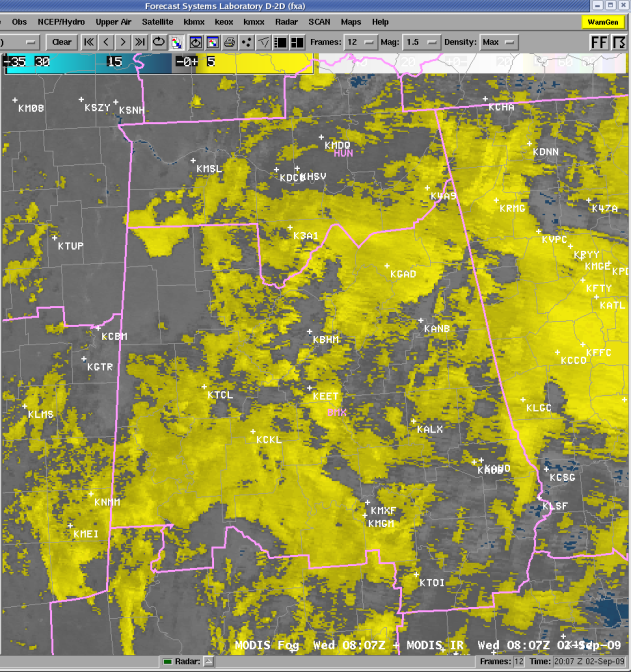 Forecast Systems Laboratory D-2D (fxa)
Obs NCEP/Hydro Upper Air Satellite kbmx keox kmxx Radar SCAN Maps Help WarnGen
) Clear Frames: 12 Mag: 1.5 Density: Max FF
-35 30 15 -0+ 5
KM08 KSZY KSNH KCHA
KMDQ
HUN KDNN
KMSL KDCU KHSV
K4A9 KRMG K47A
K3A1 KVPC
KTUP KRYY
KMGE
KGAD KFTY
KATL
KCBM KBHM KANB
KGTR KCCO KFFC
KTCL KEET
KLMS BMX KLGC
KCKL KALX
KAUO KCSG
KNMM KMXF KLSF
KMGM
KMEI
KTOI
MODIS Fog Wed 08:07Z + MODIS IR Wed 08:07Z 02-Sep-09
Radar: Frames: 12 Time: 20:07 Z 02-Sep-09